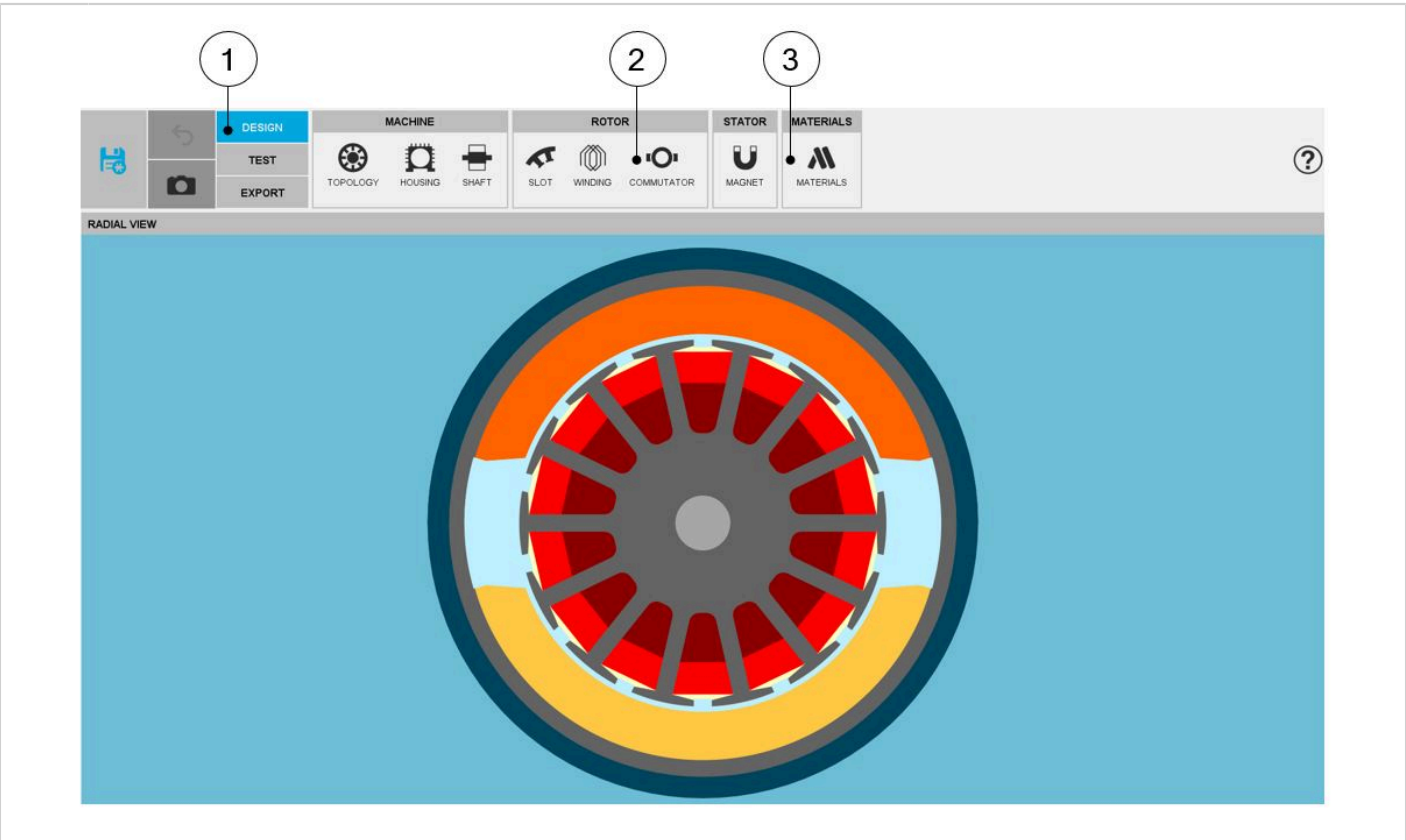 1 2 3
DESIGN MACHINE ROTOR STATOR MATERIALS
TEST
TOPOLOGY HOUSING SHAFT SLOT WINDING COMMUTATOR MAGNET MATERIALS
EXPORT
?
RADIAL VIEW